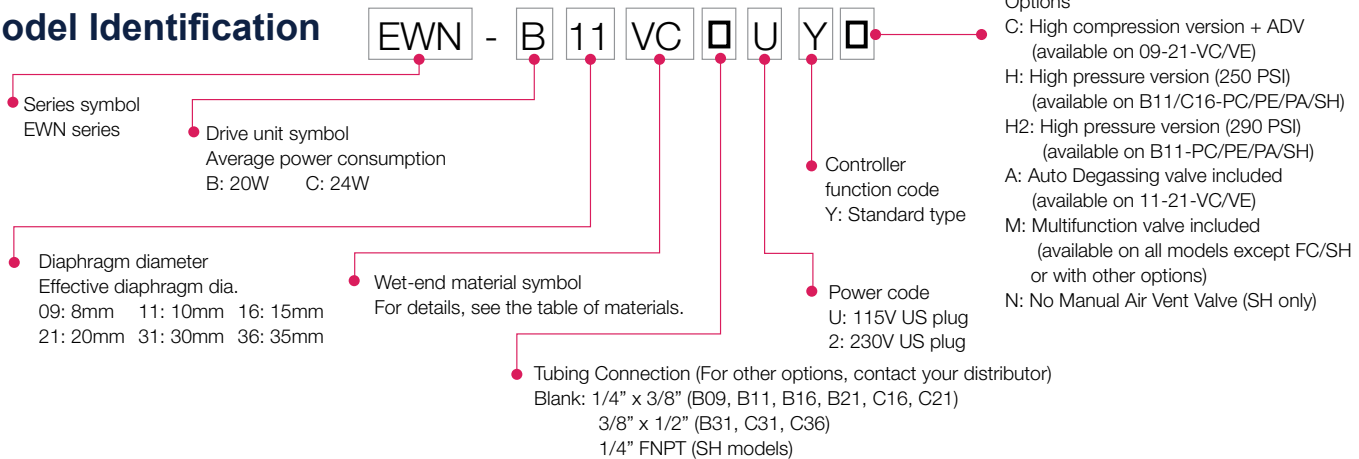 odel Identification
EWN - B 11 VC U Y
Series symbol
EWN series
Drive unit symbol
Average power consumption
B: 20W C: 24W
Diaphragm diameter
Effective diaphragm dia.
09: 8mm 11: 10mm 16: 15mm
21: 20mm 31: 30mm 36: 35mm
Wet-end material symbol
For details, see the table of materials.
Tubing Connection (For other options, contact your distributor)
Blank: 1/4” x 3/8” (B09, B11, B16, B21, C16, C21)
3/8” x 1/2” (B31, C31, C36)
1/4” FNPT (SH models)
Power code
U: 115V US plug
2: 230V US plug
Controller
function code
Y: Standard type
Options
C: High compression version + ADV
(available on 09-21-VC/VE)
H: High pressure version (250 PSI)
(available on B11/C16-PC/PE/PA/SH)
H2: High pressure version (290 PSI)
(available on B11-PC/PE/PA/SH)
A: Auto Degassing valve included
(available on 11-21-VC/VE)
M: Multifunction valve included
(available on all models except FC/SH
or with other options)
N: No Manual Air Vent Valve (SH only)